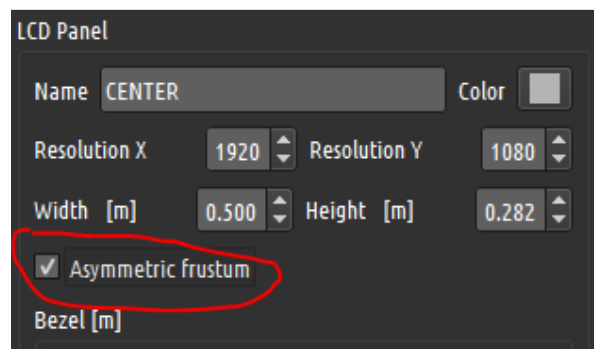 LCD Panel
Name CENTER Color
Resolution X 1920 Resolution Y 1080
Width [m] 0.500 Height [m] 0.282
Asymmetric frustum
Bezel [m]